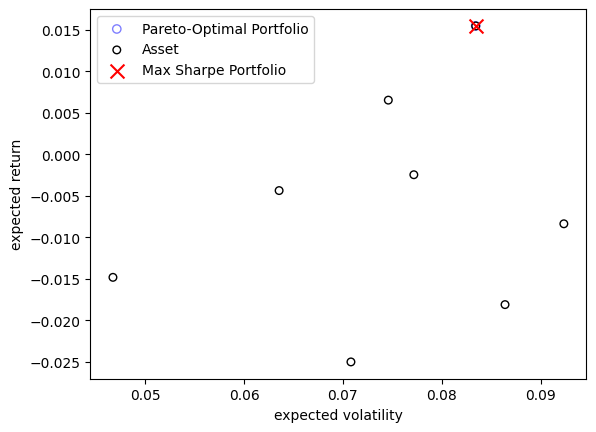 Pareto-Optimal Portfolio
Asset
Max Sharpe Portfolio
0.015
0.010
0.005
0.000
−0.005
−0.010
−0.015
−0.020
−0.025
expected return
0.05 0.06 0.07 0.08 0.09
expected volatility